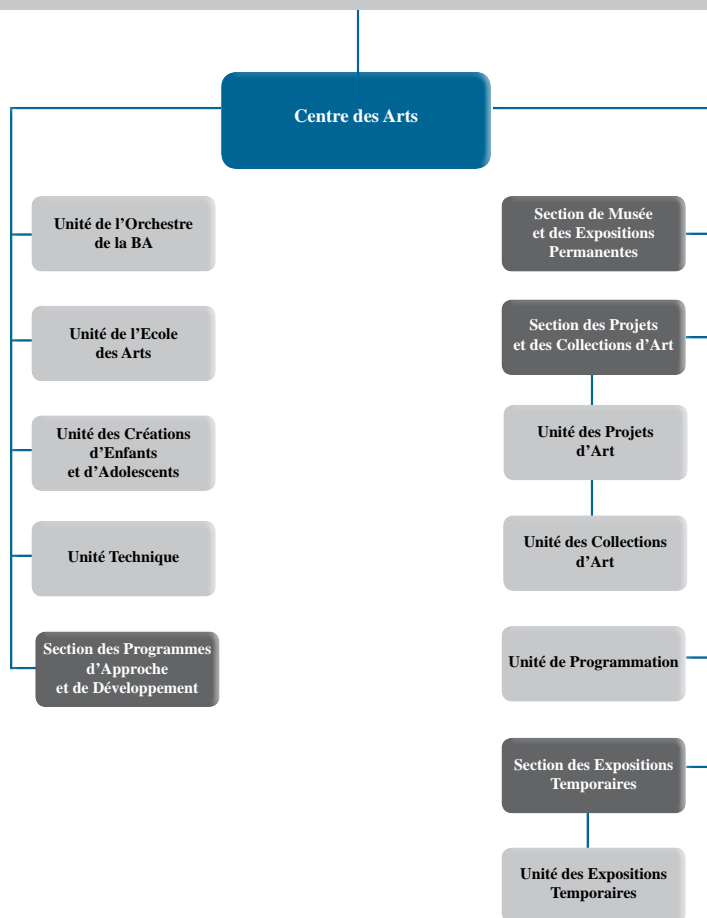 Centre des Arts
Unité de l’Orchestre
de la BA
Unité de l’Ecole
des Arts
Unité des Créations
d’Enfants
et d’Adolescents
Unité Technique
Section des Programmes
d’Approche
et de Développement
Section de Musée
et des Expositions
Permanentes
Section des Projets
et des Collections d’Art
Unité des Projets
d’Art
Unité des Collections
d’Art
Unité de Programmation
Section des Expositions
Temporaires
Unité des Expositions
Temporaires